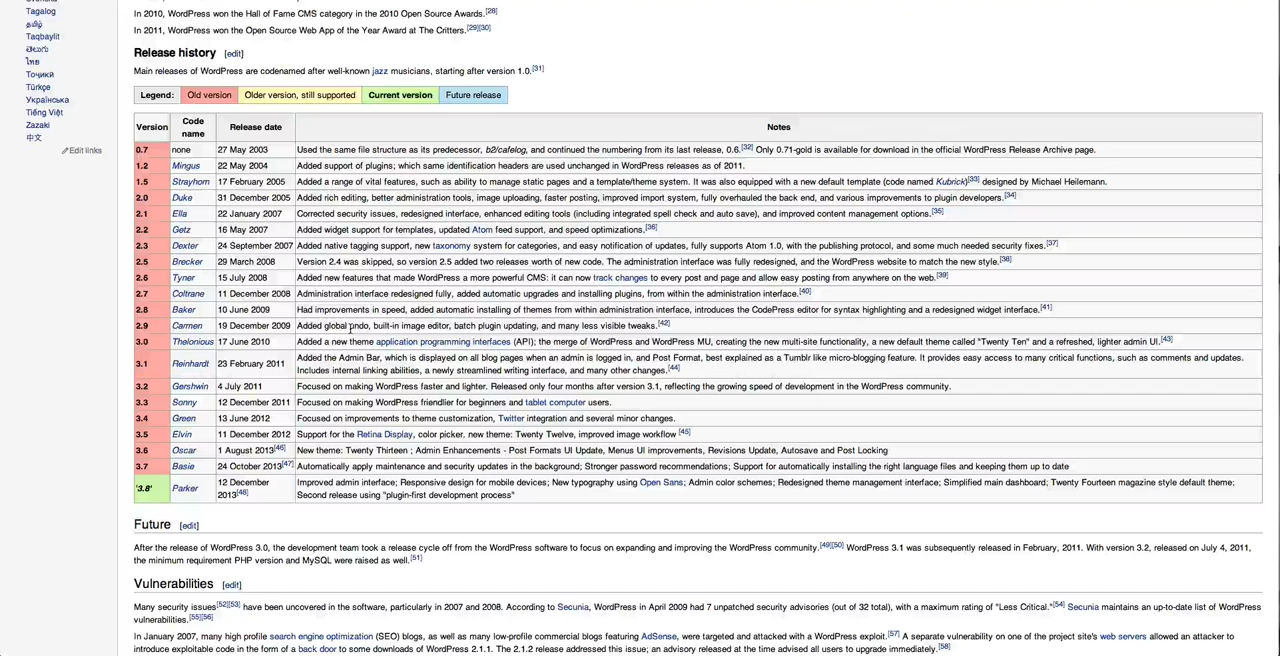 Tagalog
தமிழ்
Taqbaylit
తెలుగు
ไทย
Тоҷикӣ
Türkçe
Українська
Tiếng Việt
Zazaki
中文
Edit links
In 2010, WordPress won the Hall of Fame CMS category in the 2010 Open Source Awards.[28]
In 2011, WordPress won the Open Source Web App of the Year Award at The Critters.[29][30]
Release history [edit]
Main releases of WordPress are codenamed after well-known jazz musicians, starting after version 1.0.[31]
Legend: Old version Older version, still supported Current version Future release
Version Code name Release date Notes
0.7 none 27 May 2003 Used the same file structure as its predecessor, b2/cafelog, and continued the numbering from its last release, 0.6.[32] Only 0.71-gold is available for download in the official WordPress Release Archive page.
1.2 Mingus 22 May 2004 Added support of plugins; which same identification headers are used unchanged in WordPress releases as of 2011.
1.5 Strayhorn 17 February 2005 Added a range of vital features, such as ability to manage static pages and a template/theme system. It was also equipped with a new default template (code named Kubrick)[33] designed by Michael Heilemann.
2.0 Duke 31 December 2005 Added rich editing, better administration tools, image uploading, faster posting, improved import system, fully overhauled the back end, and various improvements to plugin developers.[34]
2.1 Ella 22 January 2007 Corrected security issues, redesigned interface, enhanced editing tools (including integrated spell check and auto save), and improved content management options.[35]
2.2 Getz 16 May 2007 Added widget support for templates, updated Atom feed support, and speed optimizations.[36]
2.3 Dexter 24 September 2007 Added native tagging support, new taxonomy system for categories, and easy notification of updates, fully supports Atom 1.0, with the publishing protocol, and some much needed security fixes.[37]
2.5 Brecker 29 March 2008 Version 2.4 was skipped, so version 2.5 added two releases worth of new code. The administration interface was fully redesigned, and the WordPress website to match the new style.[38]
2.6 Tyner 15 July 2008 Added new features that made WordPress a more powerful CMS: it can now track changes to every post and page and allow easy posting from anywhere on the web.[39]
2.7 Coltrane 11 December 2008 Administration interface redesigned fully, added automatic upgrades and installing plugins, from within the administration interface.[40]
2.8 Baker 10 June 2009 Had improvements in speed, added automatic installing of themes from within administration interface, introduces the CodePress editor for syntax highlighting and a redesigned widget interface.[41]
2.9 Carmen 19 December 2009 Added global undo, built-in image editor, batch plugin updating, and many less visible tweaks.[42]
3.0 Thelonious 17 June 2010 Added a new theme application programming interfaces (API); the merge of WordPress and WordPress MU, creating the new multi-site functionality, a new default theme called "Twenty Ten" and a refreshed, lighter admin UI.[43]
3.1 Reinhardt 23 February 2011 Added the Admin Bar, which is displayed on all blog pages when an admin is logged in, and Post Format, best explained as a Tumblr like micro-blogging feature. It provides easy access to many critical functions, such as comments and updates.
Includes internal linking abilities, a newly streamlined writing interface, and many other changes.[44]
3.2 Gershwin 4 July 2011 Focused on making WordPress faster and lighter. Released only four months after version 3.1, reflecting the growing speed of development in the WordPress community.
3.3 Sonny 12 December 2011 Focused on making WordPress friendlier for beginners and tablet computer users.
3.4 Green 13 June 2012 Focused on improvements to theme customization, Twitter integration and several minor changes.
3.5 Elvin 11 December 2012 Support for the Retina Display, color picker, new theme: Twenty Twelve, improved image workflow [45]
3.6 Oscar 1 August 2013[46] New theme: Twenty Thirteen ; Admin Enhancements - Post Formats UI Update, Menus UI improvements, Revisions Update, Autosave and Post Locking
3.7 Basie 24 October 2013[47] Automatically apply maintenance and security updates in the background; Stronger password recommendations; Support for automatically installing the right language files and keeping them up to date
'3.8' Parker 12 December 2013[48] Improved admin interface; Responsive design for mobile devices; New typography using Open Sans; Admin color schemes; Redesigned theme management interface; Simplified main dashboard; Twenty Fourteen magazine style default theme;
Second release using "plugin-first development process"
Future [edit]
After the release of WordPress 3.0, the development team took a release cycle off from the WordPress software to focus on expanding and improving the WordPress community.[49][50] WordPress 3.1 was subsequently released in February, 2011. With version 3.2, released on July 4, 2011,
the minimum requirement PHP version and MySQL were raised as well.[51]
Vulnerabilities [edit]
Many security issues[52][53] have been uncovered in the software, particularly in 2007 and 2008. According to Secunia, WordPress in April 2009 had 7 unpatched security advisories (out of 32 total), with a maximum rating of "Less Critical."[54] Secunia maintains an up-to-date list of WordPress
vulnerabilities.[55][56]
In January 2007, many high profile search engine optimization (SEO) blogs, as well as many low-profile commercial blogs featuring AdSense, were targeted and attacked with a WordPress exploit.[57] A separate vulnerability on one of the project site's web servers allowed an attacker to
introduce exploitable code in the form of a back door to some downloads of WordPress 2.1.1. The 2.1.2 release addressed this issue; an advisory released at the time advised all users to upgrade immediately.[58]